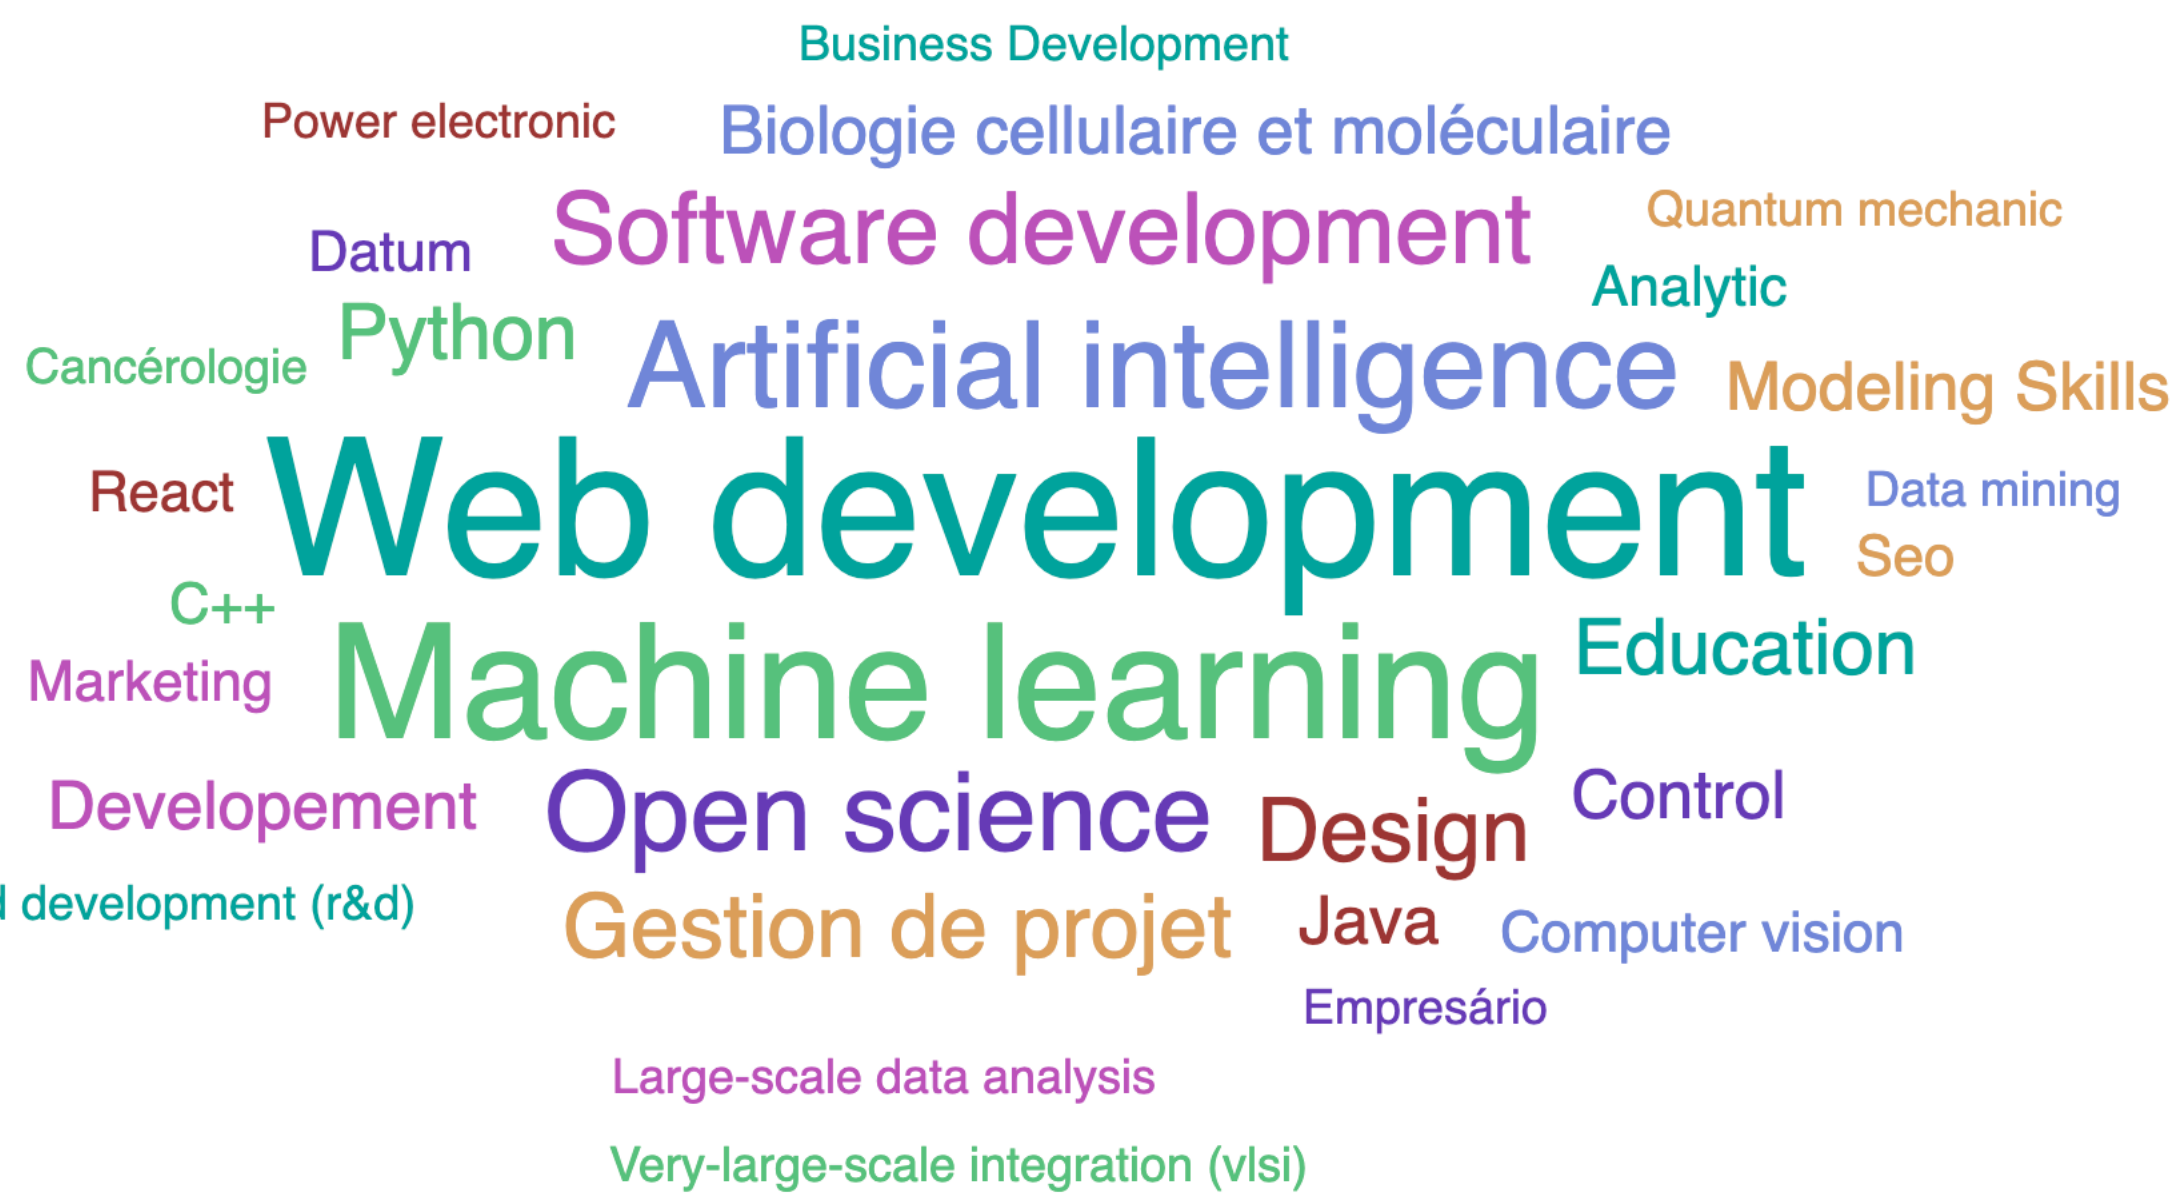 Business Development
Power electronic
Biologie cellulaire et moléculaire
Software development
Quantum mechanic
Datum
Analytic
Python
Artificial intelligence
Cancérologie
Modeling Skills
React
Web development
Data mining
Seo
C++
Machine learning
Education
Marketing
Developement
Open science
Design
Control
development (r&d)
Gestion de projet
Java
Computer vision
Empresário
Large-scale data analysis
Very-large-scale integration (vlsi)